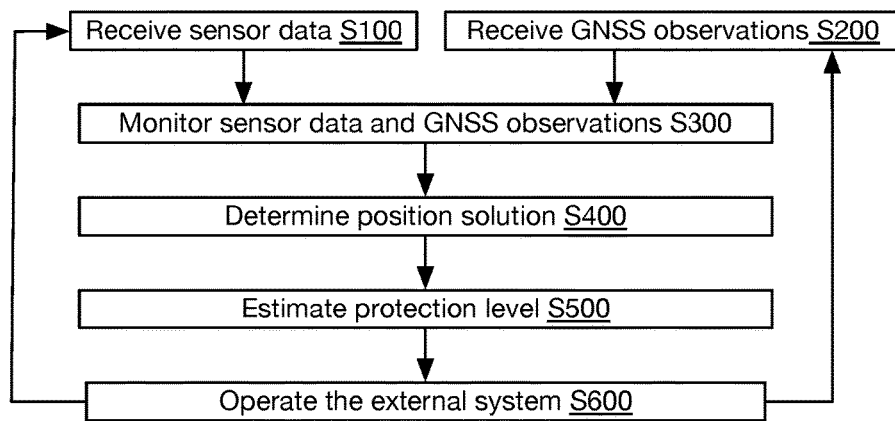 Receive sensor data S100
Receive GNSS observations S200
Monitor sensor data and GNSS observations S300
Determine position solution S400
Estimate protection level S500
Operate the external system S600